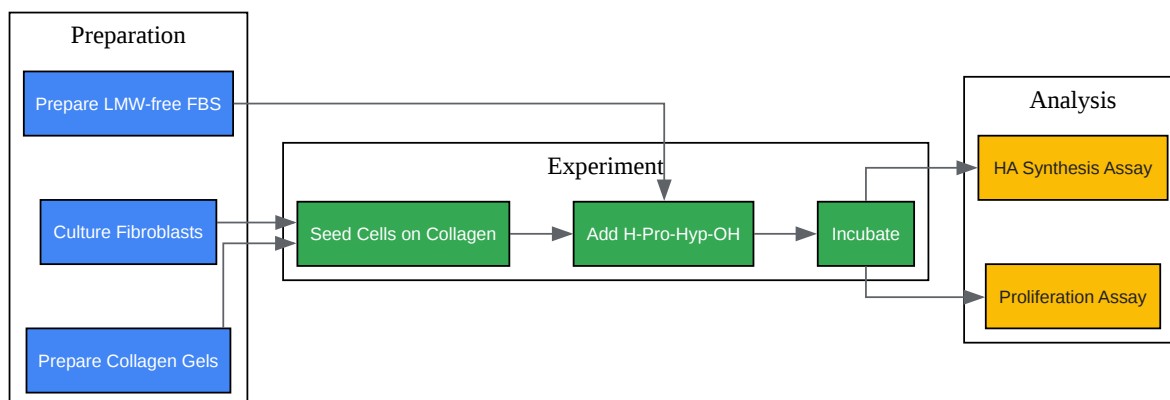 Preparation
Prepare LMW-free FBS
Culture Fibroblasts
Prepare Collagen Gels
Experiment
Seed Cells on Collagen
Add H-Pro-Hyp-OH
Incubate
Analysis
HA Synthesis Assay
Proliferation Assay